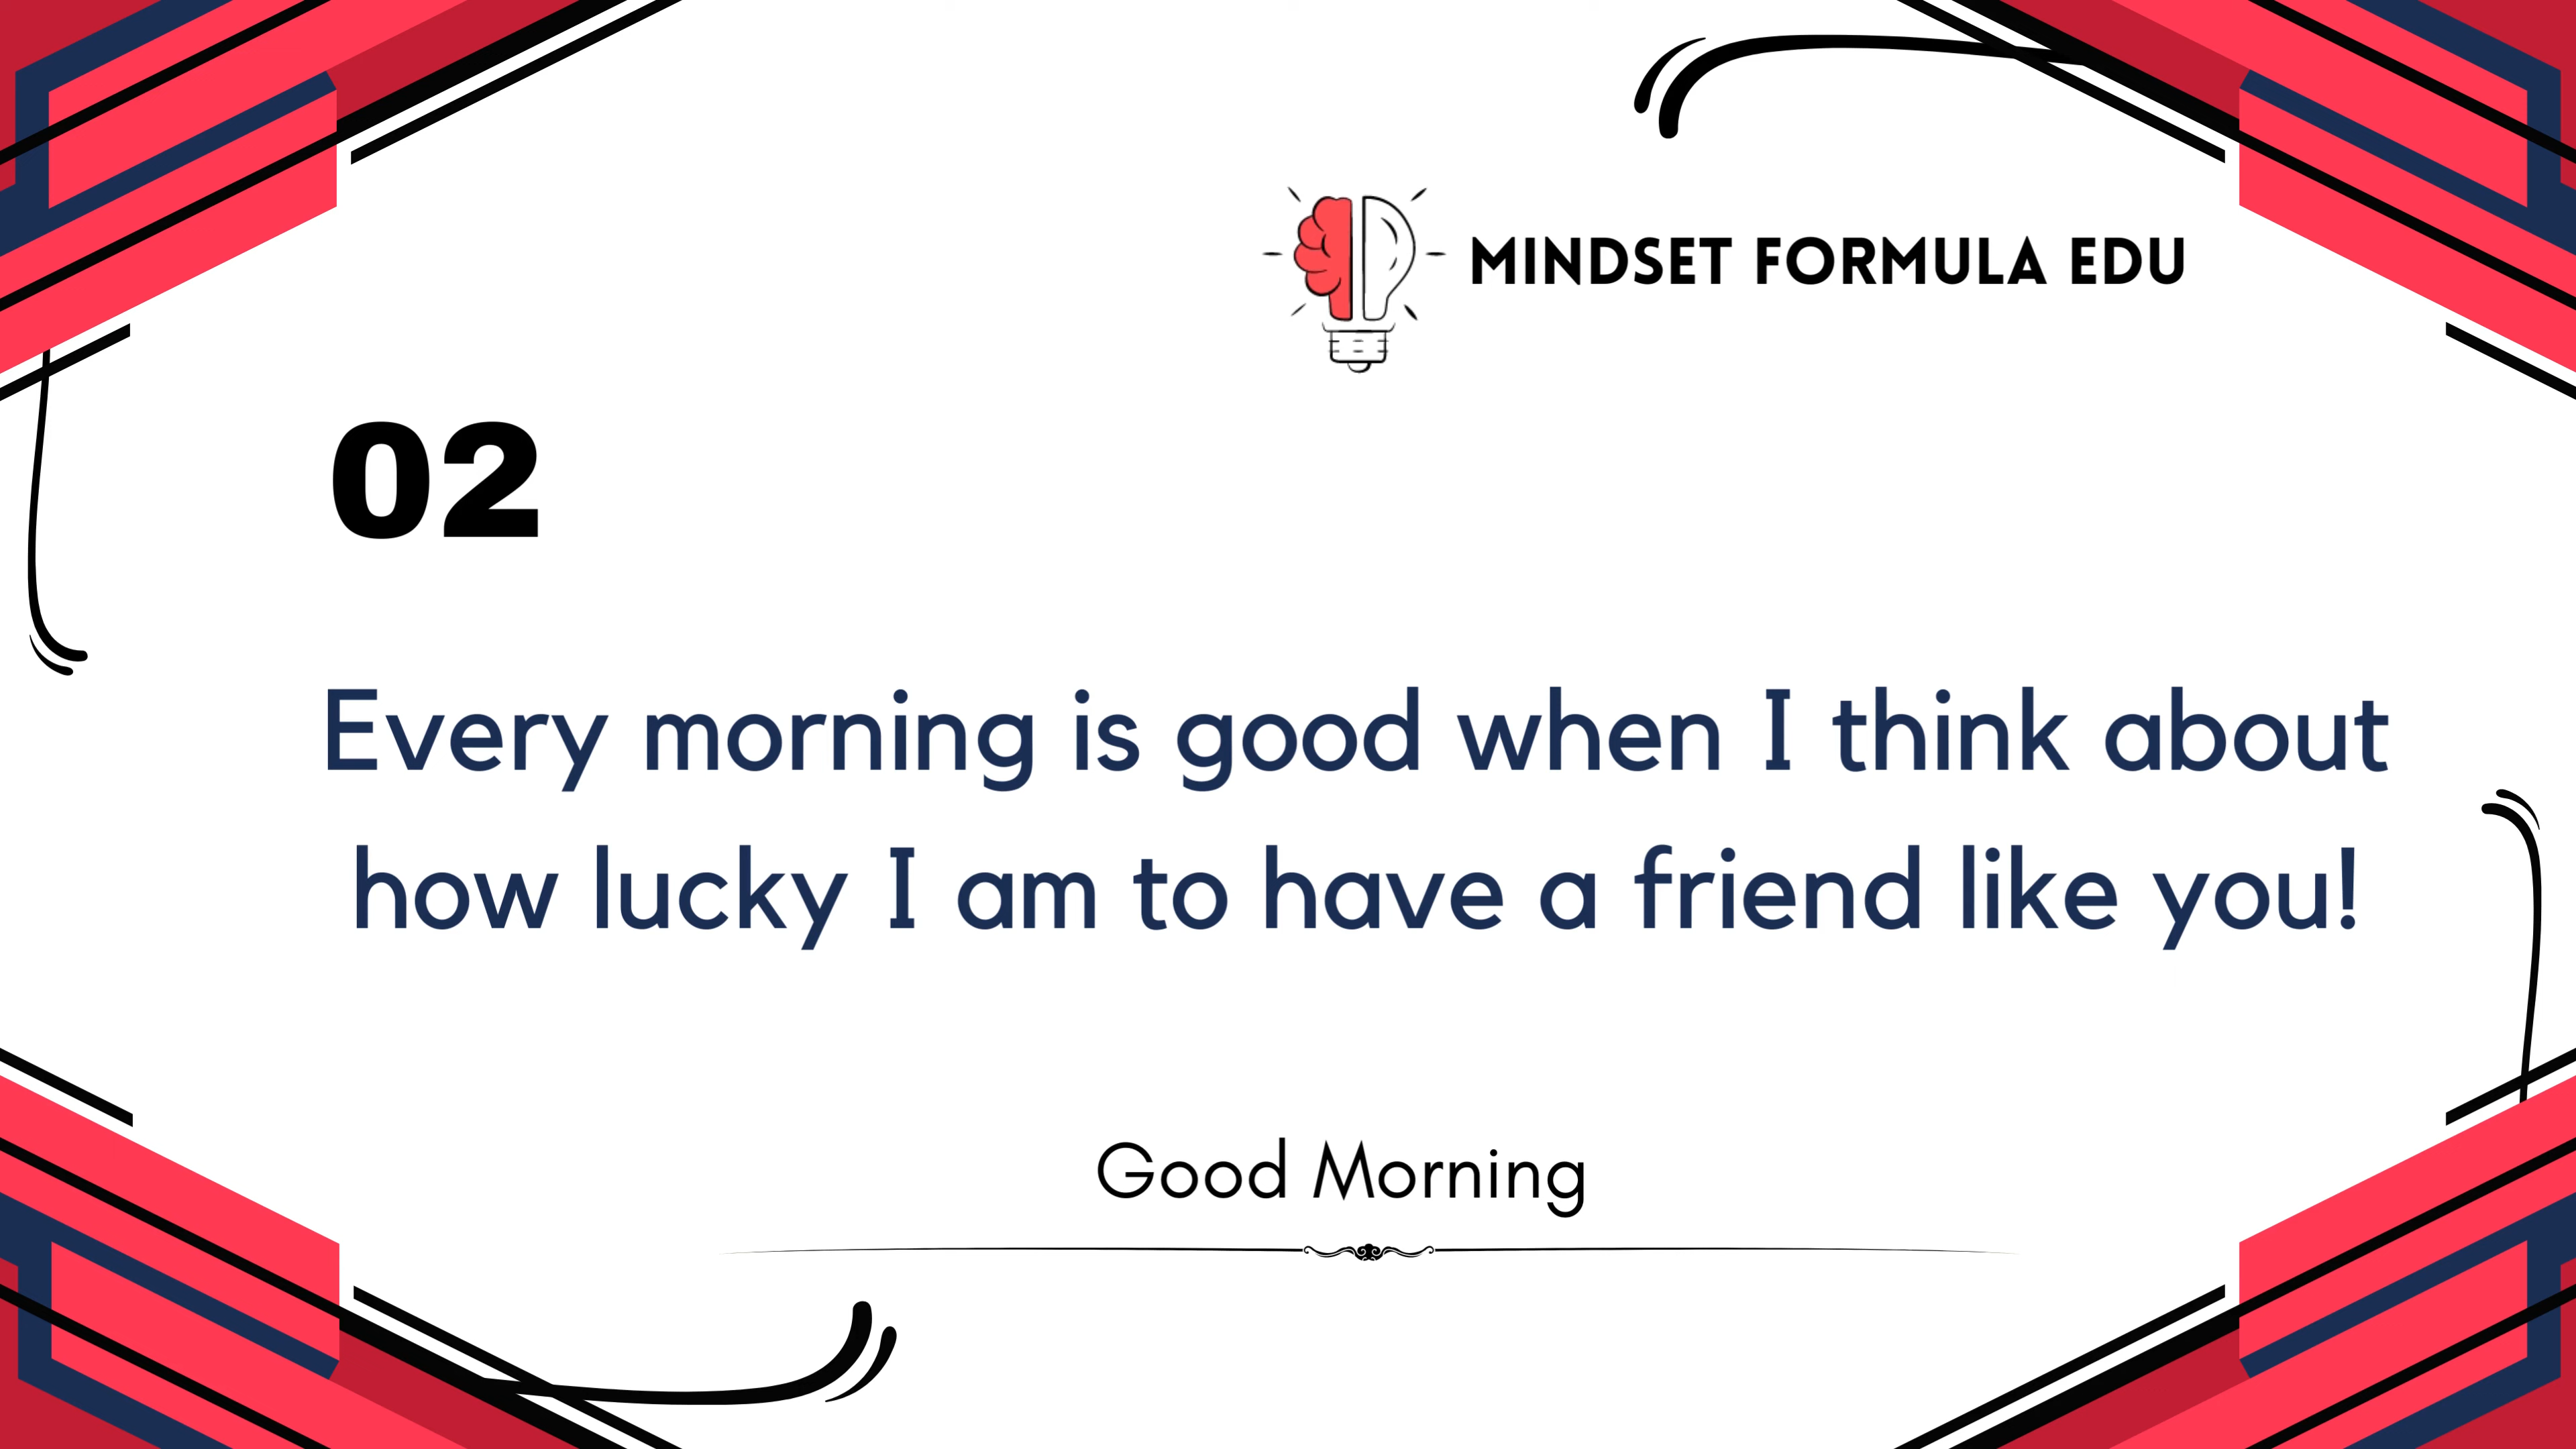 MINDSET FORMULA EDU
02
Every morning is good when I think about
how lucky I am to have a friend like you!
Good Morning